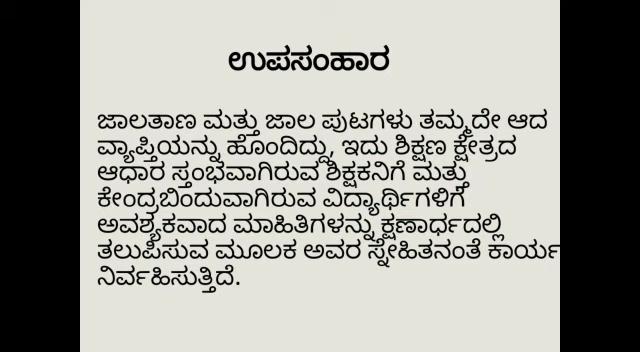 ಉಪಸಂಹಾರ
ಜಾಲತಾಣ ಮತ್ತು ಜಾಲ ಪುಟಗಳು ತಮ್ಮದೇ ಆದ
ವ್ಯಾಪ್ತಿಯನ್ನು ಹೊಂದಿದ್ದು, ಇದು ಶಿಕ್ಷಣ ಕ್ಷೇತ್ರದ
ಆಧಾರ ಸ್ತಂಭವಾಗಿರುವ ಶಿಕ್ಷಕನಿಗೆ ಮತ್ತು
ಕೇಂದ್ರಬಿಂದುವಾಗಿರುವ ವಿದ್ಯಾರ್ಥಿಗಳಿಗೆ
ಅವಶ್ಯಕವಾದ ಮಾಹಿತಿಗಳನ್ನು ಕ್ಷಣಾರ್ಧದಲ್ಲಿ
ತಲುಪಿಸುವ ಮೂಲಕ ಅವರ ಸ್ನೇಹಿತನಂತೆ ಕಾರ್ಯ
ನಿರ್ವಹಿಸುತ್ತಿದೆ.